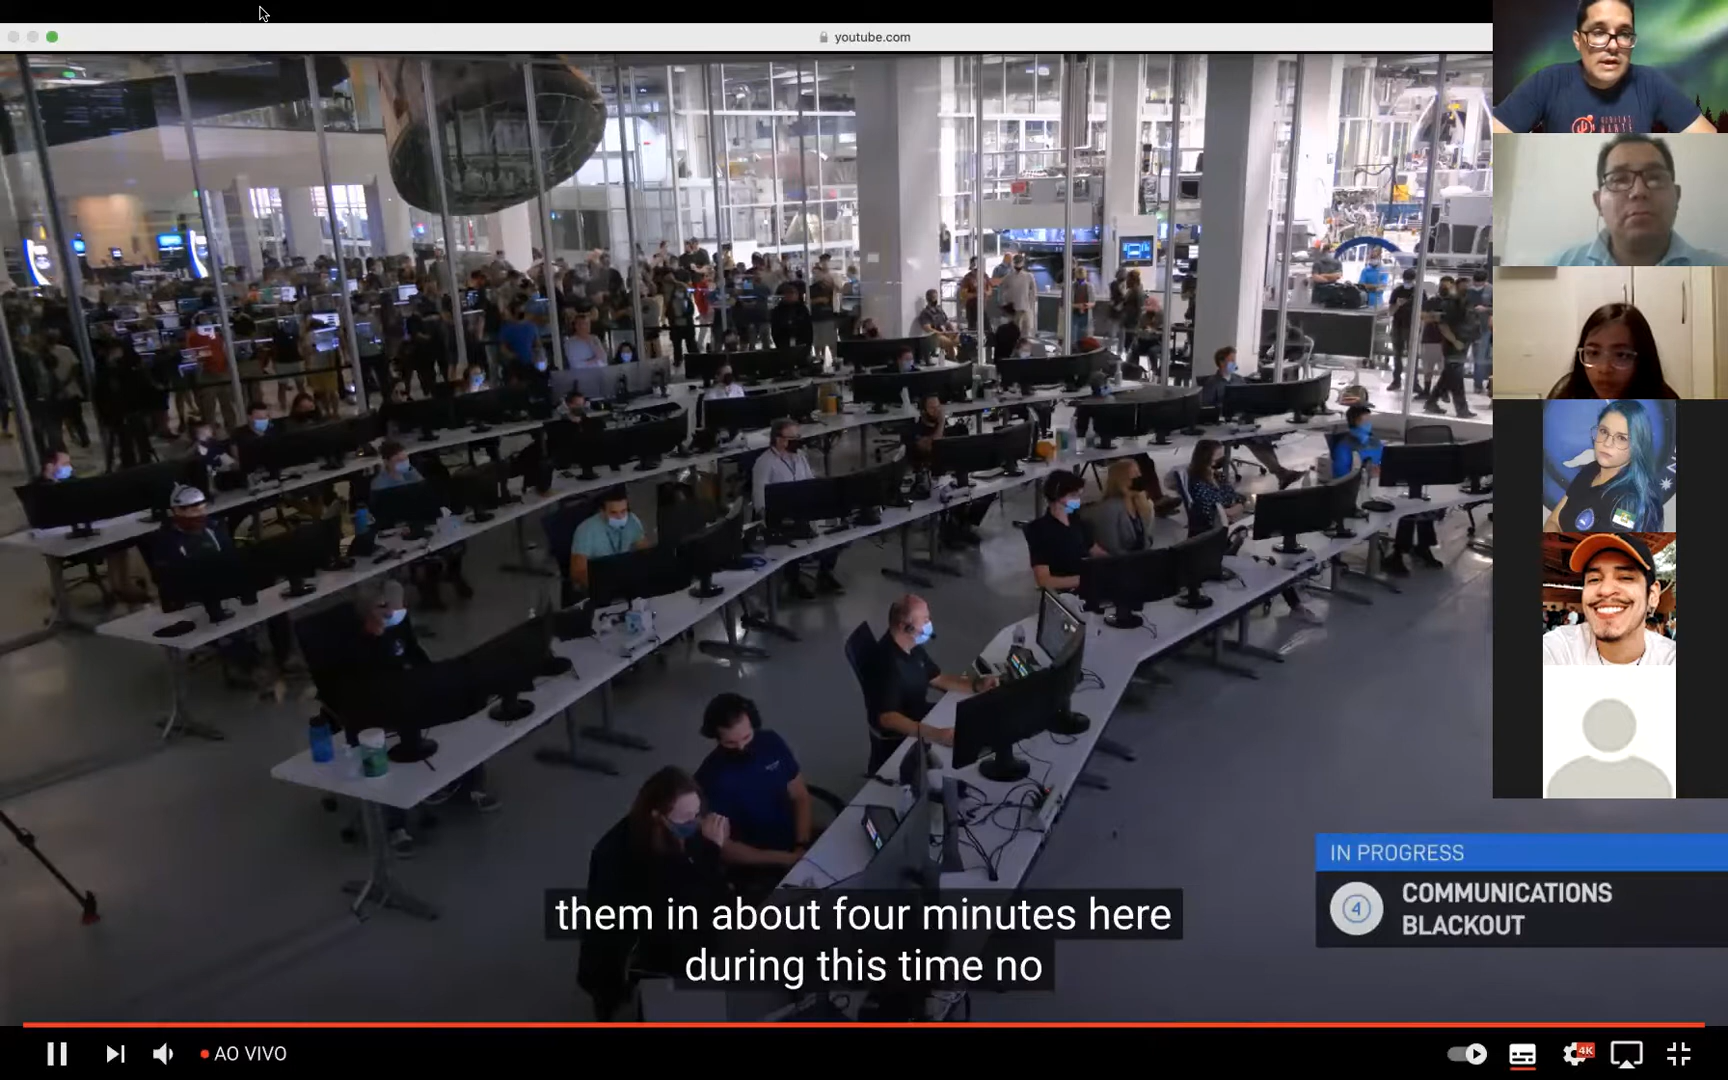 youtube.com
them in about four minutes here
during this time no
IN PROGRESS
4
COMMUNICATIONS
BLACKOUT
AO VIVO
4K